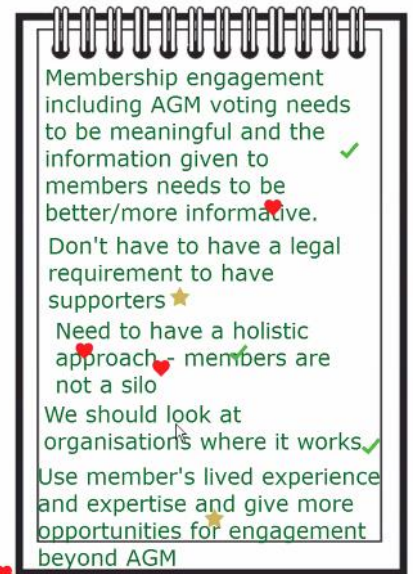 Membership engagement
including AGM voting needs
to be meaningful and the
information given to
members needs to be
better/more informative.
Don't have to have a legal
requirement to have
supporters
Need to have a holistic
approach - members are
not a silo
We should look at
organisations where it works
Use member's lived experience
and expertise and give more
opportunities for engagement
beyond AGM